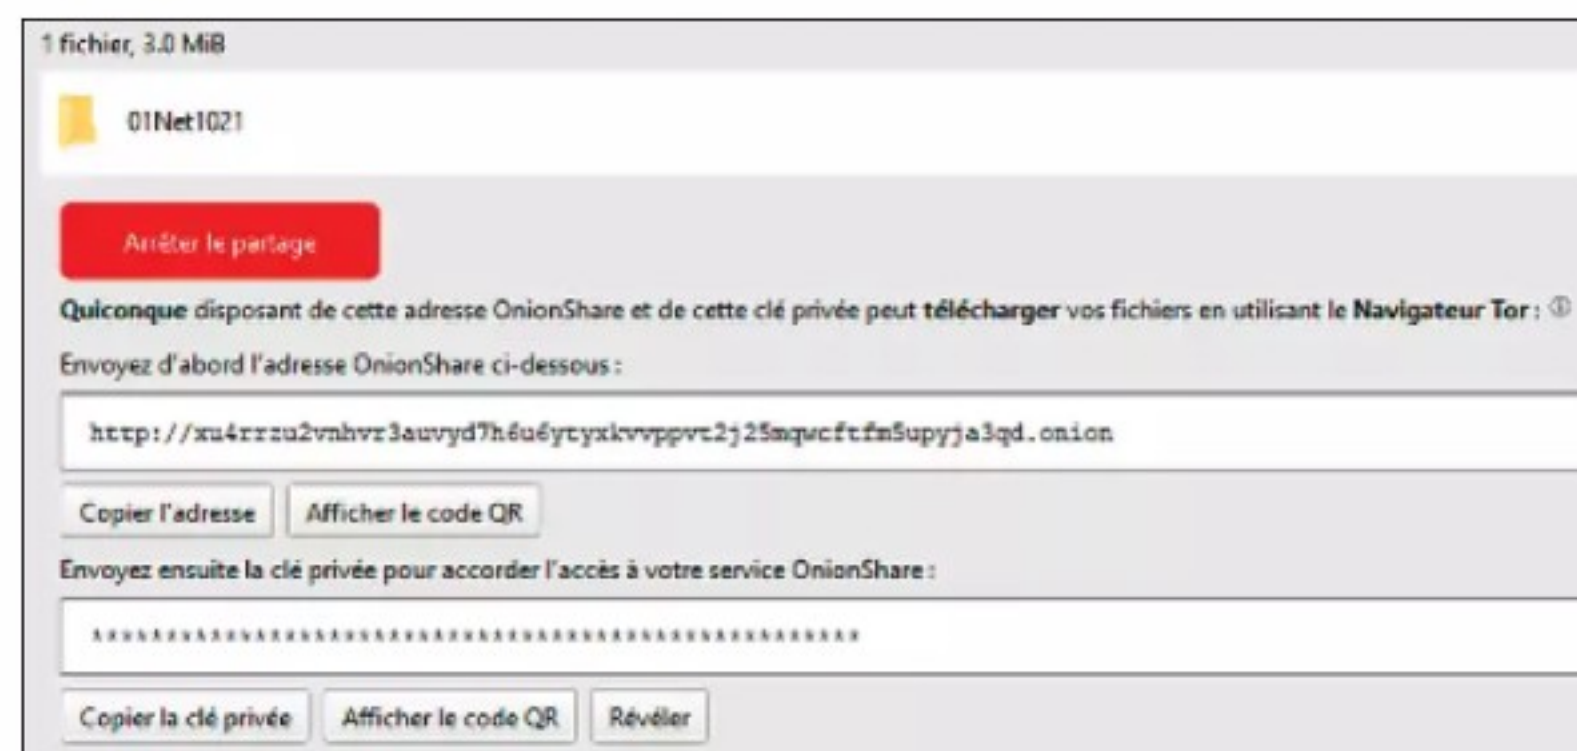 1 fichier, 3.0 MiB
01Net1021
Arrêter le partage
Quiconque disposant de cette adresse OnionShare et de cette clé privée peut télécharger vos fichiers en utilisant le Navigateur Tor :
Envoyez d'abord l'adresse OnionShare ci-dessous :
http://xu4rrzu2vnhvr3auvyd7h6u6ytyxkvvppvt2j25mqwcftfm5upyja3qd.onion
Copier l'adresse Afficher le code QR
Envoyez ensuite la clé privée pour accorder l'accès à votre service OnionShare :
****************************************************
Copier la clé privée Afficher le code QR Révéler